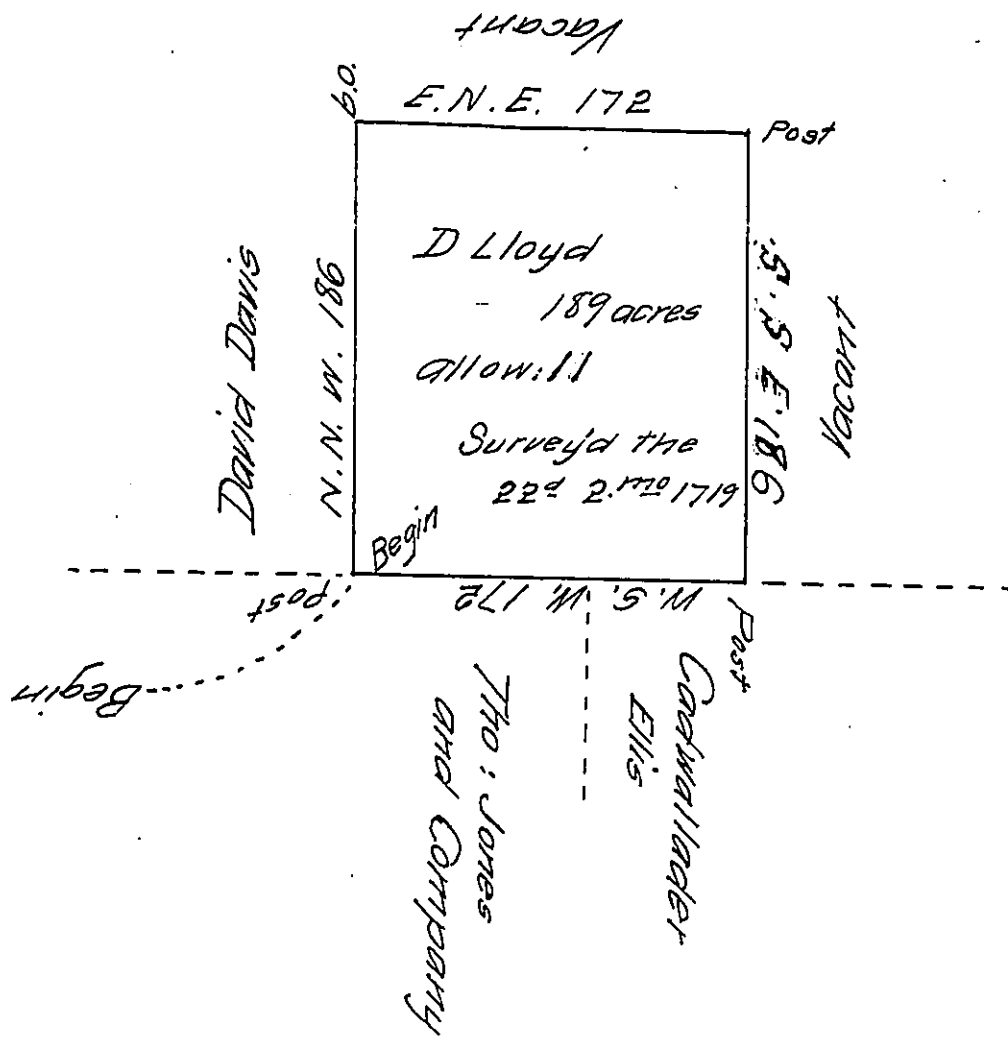 Vacant
g.o.
E.N.E. 172
Post
D Lloyd
189 acres
allow: 11
Survey'd the
22d 2.mo 1719
N.N.W. 186
David Davis
S.S E 186
Vacant
Begin
Post
W.S.W. 172
Post
Begin
Tho: Jones
and Company
Cadwallader
Ellis